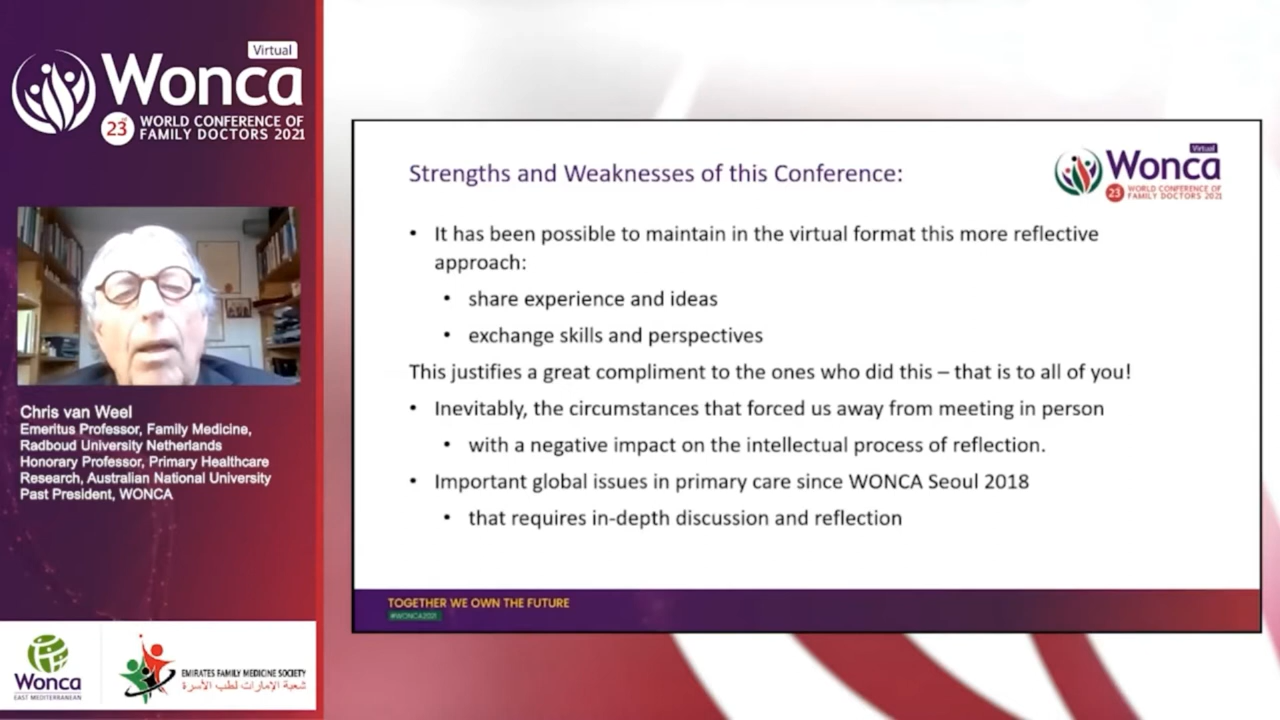 Virtual
Wonca
23rd WORLD CONFERENCE OF
FAMILY DOCTORS 2021
Chris van Weel
Emeritus Professor, Family Medicine,
Radboud University Netherlands
Honorary Professor, Primary Healthcare
Research, Australian National University
Past President, WONCA
Wonca
EAST MEDITERRANEAN
EMIRATES FAMILY MEDICINE SOCIETY
شعبة الإمارات لطب الأسرة
Strengths and Weaknesses of this Conference:
Virtual
Wonca
23 WORLD CONFERENCE OF
FAMILY DOCTORS 2021
• It has been possible to maintain in the virtual format this more reflective
approach:
• share experience and ideas
• exchange skills and perspectives
This justifies a great compliment to the ones who did this – that is to all of you!
• Inevitably, the circumstances that forced us away from meeting in person
• with a negative impact on the intellectual process of reflection.
• Important global issues in primary care since WONCA Seoul 2018
• that requires in-depth discussion and reflection
TOGETHER WE OWN THE FUTURE
#WONCA2021